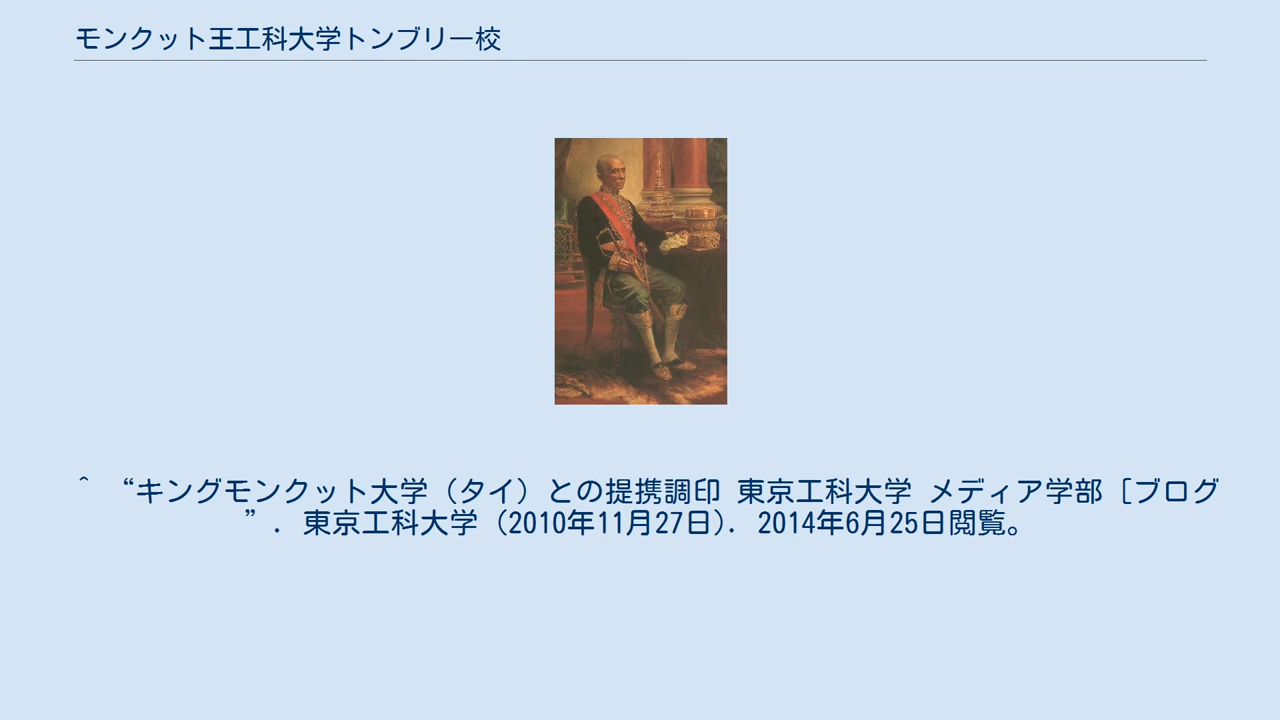 モンクット王工科大学トンブリー校
^ “キングモンクット大学（タイ）との提携調印 東京工科大学 メディア学部［ブログ
”. 東京工科大学 (2010年11月27日). 2014年6月25日閲覧。